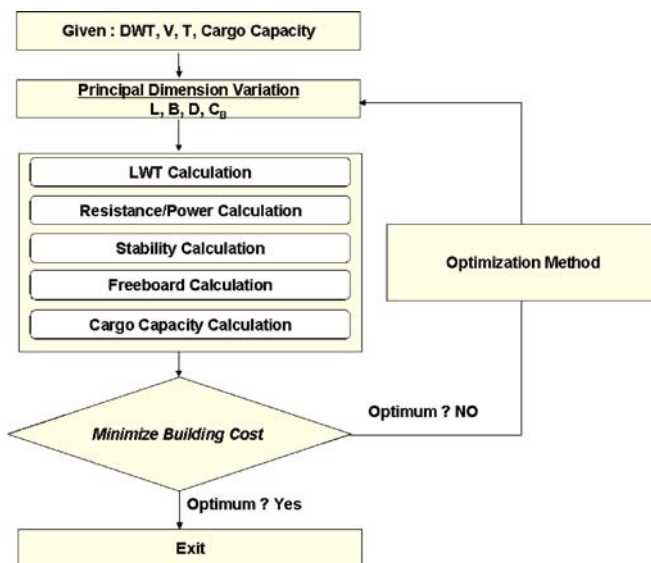 Given : DWT, V, T, Cargo Capacity
Principal Dimension Variation
L, B, D, C_B
LWT Calculation
Resistance/Power Calculation
Stability Calculation
Freeboard Calculation
Cargo Capacity Calculation
Optimization Method
Optimum ? NO
Minimize Building Cost
Optimum ? Yes
Exit